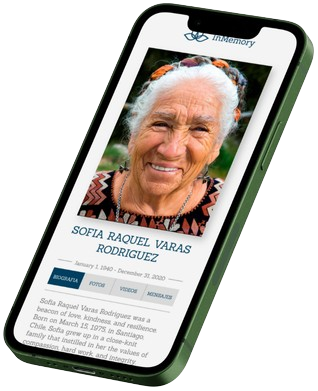 InMemory
SOFIA RAQUEL VARAS
RODRIGUEZ
January 1, 1940 - December 31, 2020
BIOGRAFIA FOTOS VIDEOS MENSAJES
Sofia Raquel Varas Rodriguez was a
beacon of love, kindness, and resilience.
Born on March 15, 1975, in Santiago,
Chile, Sofia grew up in a close-knit
family that instilled in her the values of
compassion, hard work, and integrity.